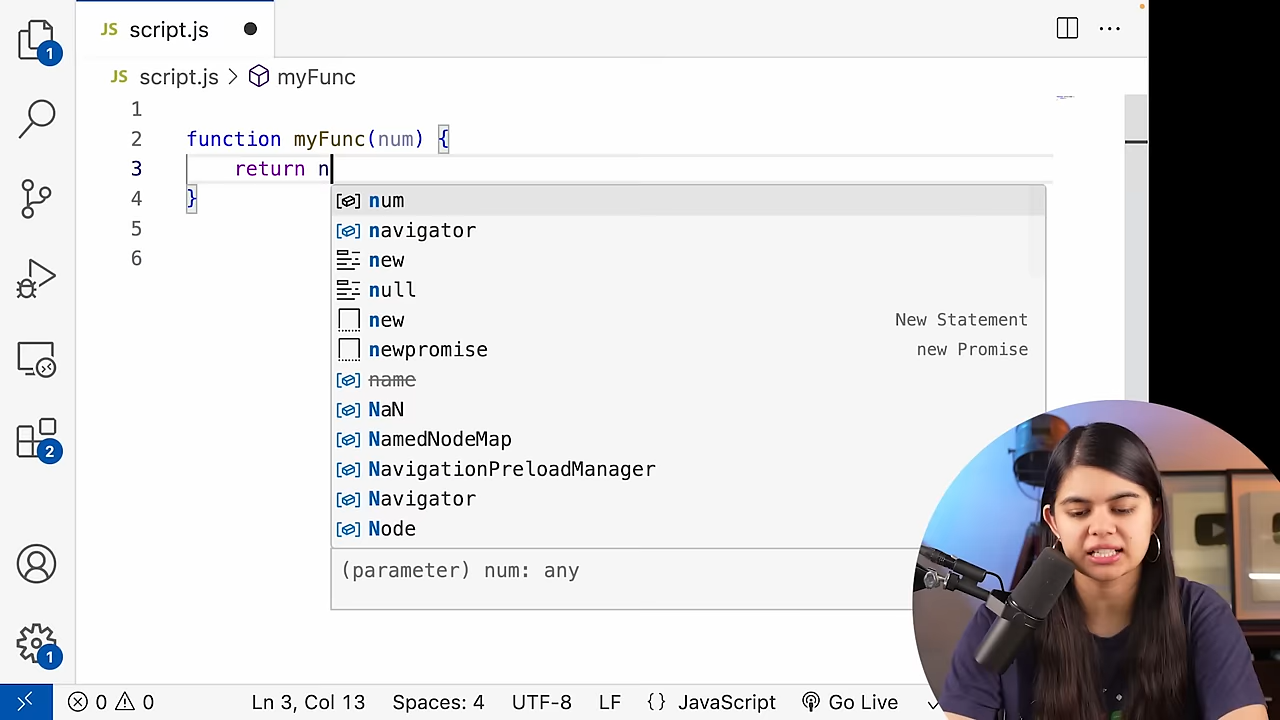 JS script.js
JS script.js > myFunc
1
2 function myFunc(num) {
3 return n
4 }
5
6
num
navigator
new
null
new New Statement
newpromise new Promise
name
NaN
NamedNodeMap
NavigationPreloadManager
Navigator
Node
(parameter) num: any
1
2
1
0 0 Ln 3, Col 13 Spaces: 4 UTF-8 LF {} JavaScript Go Live